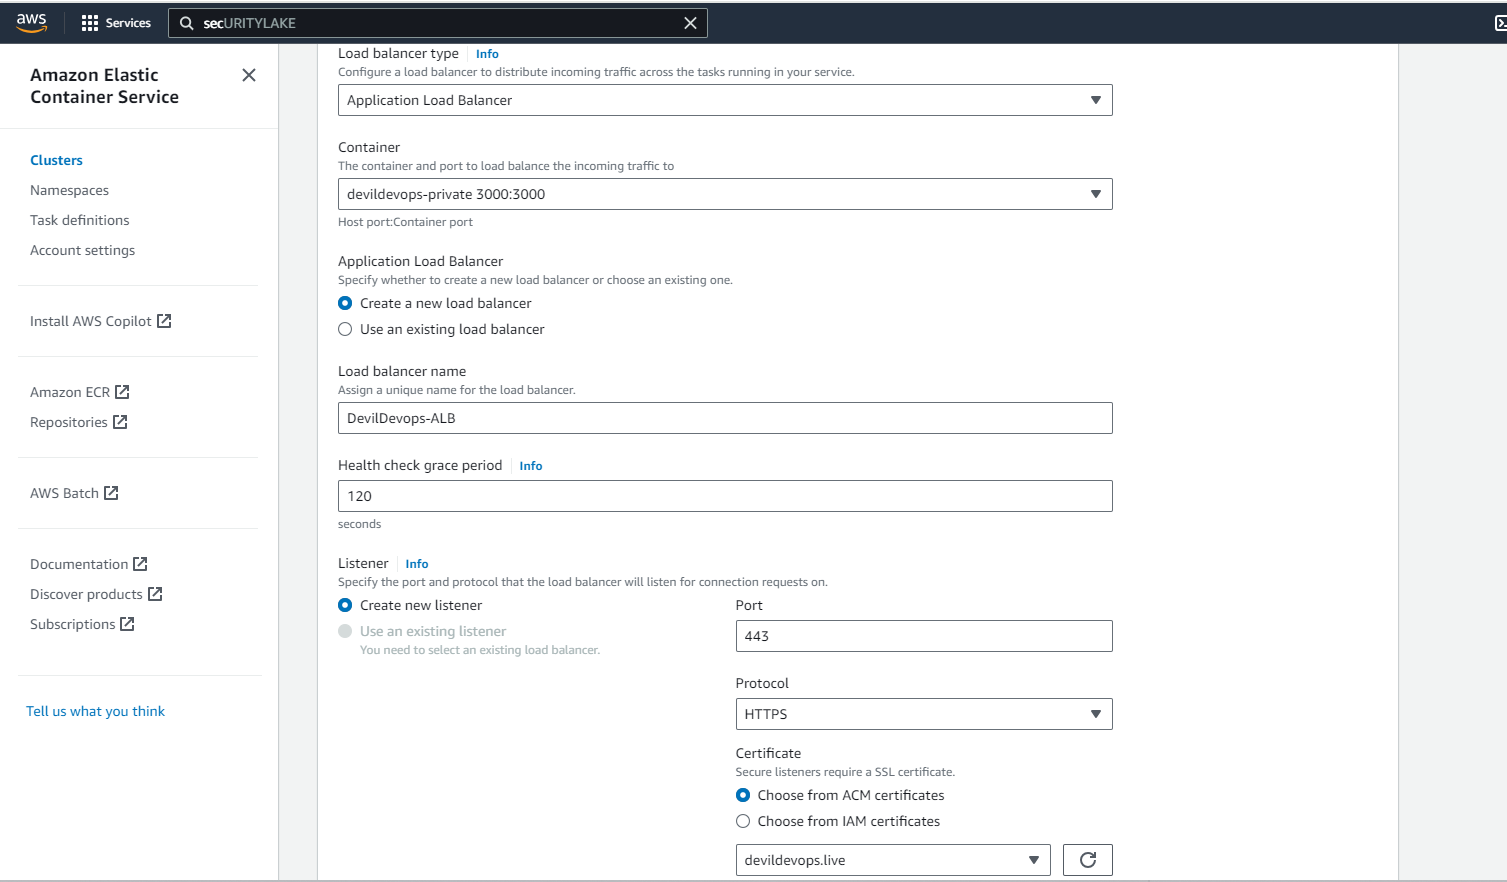 aws
Services
secURITYLAKE
Amazon Elastic
Container Service
Clusters
Namespaces
Task definitions
Account settings
Install AWS Copilot
Amazon ECR
Repositories
AWS Batch
Documentation
Discover products
Subscriptions
Tell us what you think
Load balancer type Info
Configure a load balancer to distribute incoming traffic across the tasks running in your service.
Application Load Balancer
Container
The container and port to load balance the incoming traffic to
devildevops-private 3000:3000
Host port:Container port
Application Load Balancer
Specify whether to create a new load balancer or choose an existing one.
Create a new load balancer
Use an existing load balancer
Load balancer name
Assign a unique name for the load balancer.
DevilDevops-ALB
Health check grace period Info
120
seconds
Listener Info
Specify the port and protocol that the load balancer will listen for connection requests on.
Create new listener
Use an existing listener
You need to select an existing load balancer.
Port
443
Protocol
HTTPS
Certificate
Secure listeners require a SSL certificate.
Choose from ACM certificates
Choose from IAM certificates
devildevops.live